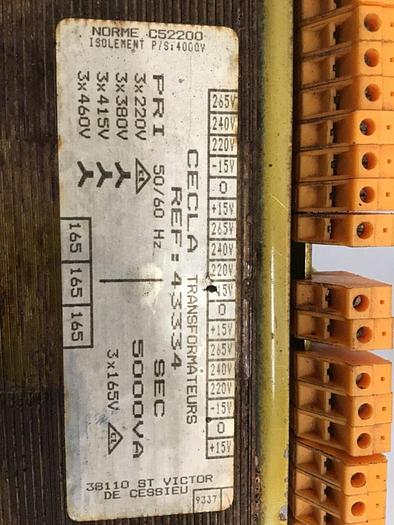 NORME C52200
ISOLEMENT P/S:4000V
265V
240V
220V
-15V
0
+15V
265V
240V
220V
-15V
0
+15V
265V
240V
220V
-15V
0
+15V
CECLA TRANSFORMATEURS
REF:43334
PRI 50/60 Hz
3x220V
3x380V
3x415V
3x460V
SEC
5000VA
3x165V
165 165 165
38110 ST VICTOR
DE CESSIEU
9337